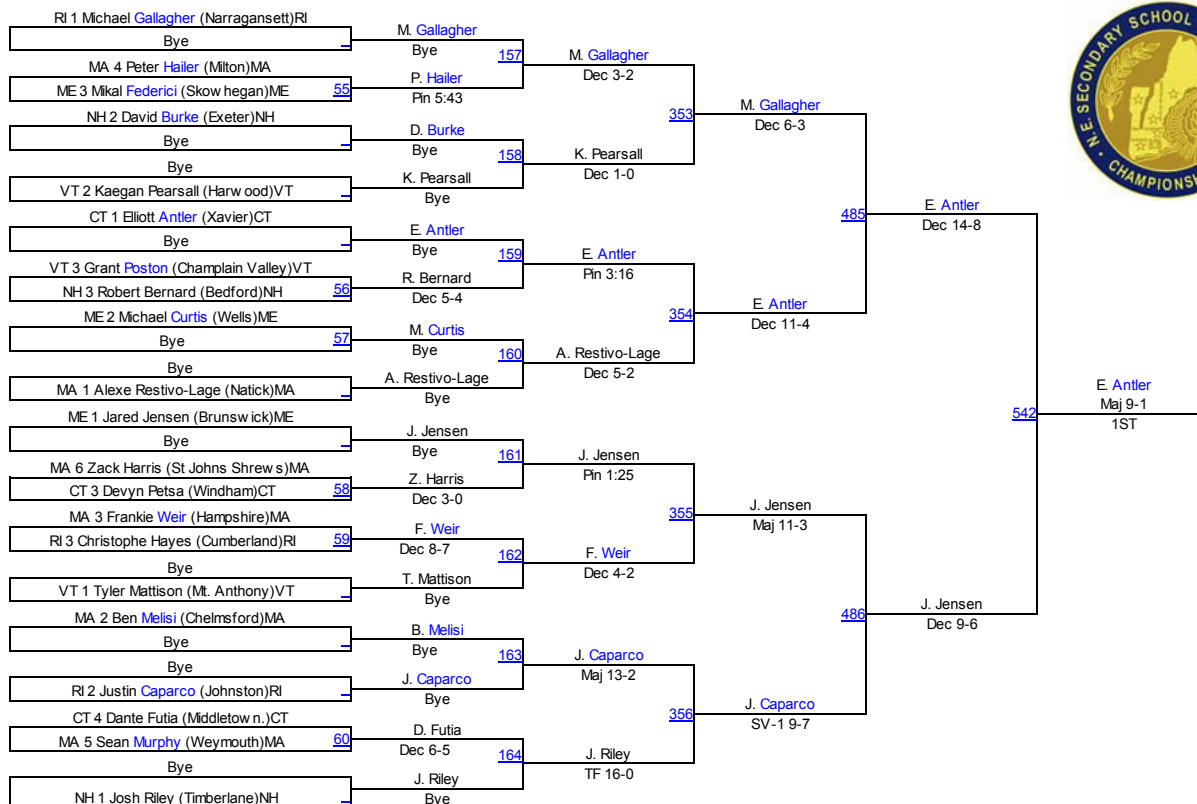 RI 1 Michael Gallagher (Narragansett)RI
Bye
MA 4 Peter Hailer (Milton)MA
ME 3 Mikal Federici (Skowhegan)ME 55
NH 2 David Burke (Exeter)NH
Bye
Bye
VT 2 Kaegan Pearsall (Harwood)VT
CT 1 Elliott Antler (Xavier)CT
Bye
VT 3 Grant Poston (Champlain Valley)VT
NH 3 Robert Bernard (Bedford)NH 56
ME 2 Michael Curtis (Wells)ME
Bye 57
Bye
MA 1 Alexe Restivo-Lage (Natick)MA
ME 1 Jared Jensen (Brunswick)ME
Bye
MA 6 Zack Harris (St Johns Shrews)MA
CT 3 Devyn Petsa (Windham)CT 58
MA 3 Frankie Weir (Hampshire)MA
RI 3 Christophe Hayes (Cumberland)RI 59
Bye
VT 1 Tyler Mattison (Mt. Anthony)VT
MA 2 Ben Melisi (Chelmsford)MA
Bye
Bye
RI 2 Justin Caparco (Johnston)RI
CT 4 Dante Futia (Middletown.)CT
MA 5 Sean Murphy (Weymouth)MA 60
Bye
NH 1 Josh Riley (Timberlane)NH
M. Gallagher
Bye 157
P. Hailer
Pin 5:43
D. Burke
Bye 158
K. Pearsall
Bye
E. Antler
Bye 159
R. Bernard
Dec 5-4
M. Curtis
Bye 160
A. Restivo-Lage
Bye
J. Jensen
Bye 161
Z. Harris
Dec 3-0
F. Weir
Dec 8-7 162
T. Mattison
Bye
B. Melisi
Bye 163
J. Caparco
Bye
D. Futia
Dec 6-5 164
J. Riley
Bye
M. Gallagher
Dec 3-2
353
K. Pearsall
Dec 1-0
E. Antler
Pin 3:16
354
A. Restivo-Lage
Dec 5-2
J. Jensen
Pin 1:25
355
F. Weir
Dec 4-2
J. Caparco
Maj 13-2
356
J. Riley
TF 16-0
M. Gallagher
Dec 6-3
485
E. Antler
Dec 11-4
J. Jensen
Maj 11-3
486
J. Caparco
SV-1 9-7
E. Antler
Dec 14-8
542
J. Jensen
Dec 9-6
E. Antler
Maj 9-1
1ST
N.E. SECONDARY SCHOOL
CHAMPIONSH